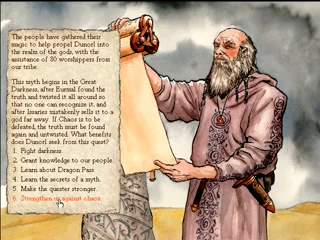 The people have gathered their
magic to help propel Dunorl into
the realm of the gods, with the
assistance of 80 worshippers from
our tribe.
This myth begins in the Great
Darkness, after Eurmal found the
truth and twisted it all around so
that no one can recognize it, and
after Issaries mistakenly sells it to a
god far away. If Chaos is to be
defeated, the truth must be found
again and untwisted. What benefits
does Dunorl seek from this quest?
1. Fight darkness.
2. Grant knowledge to our people.
3. Learn about Dragon Pass.
4. Learn the secrets of a myth.
5. Make the quester stronger.
6. Strengthen us against chaos.